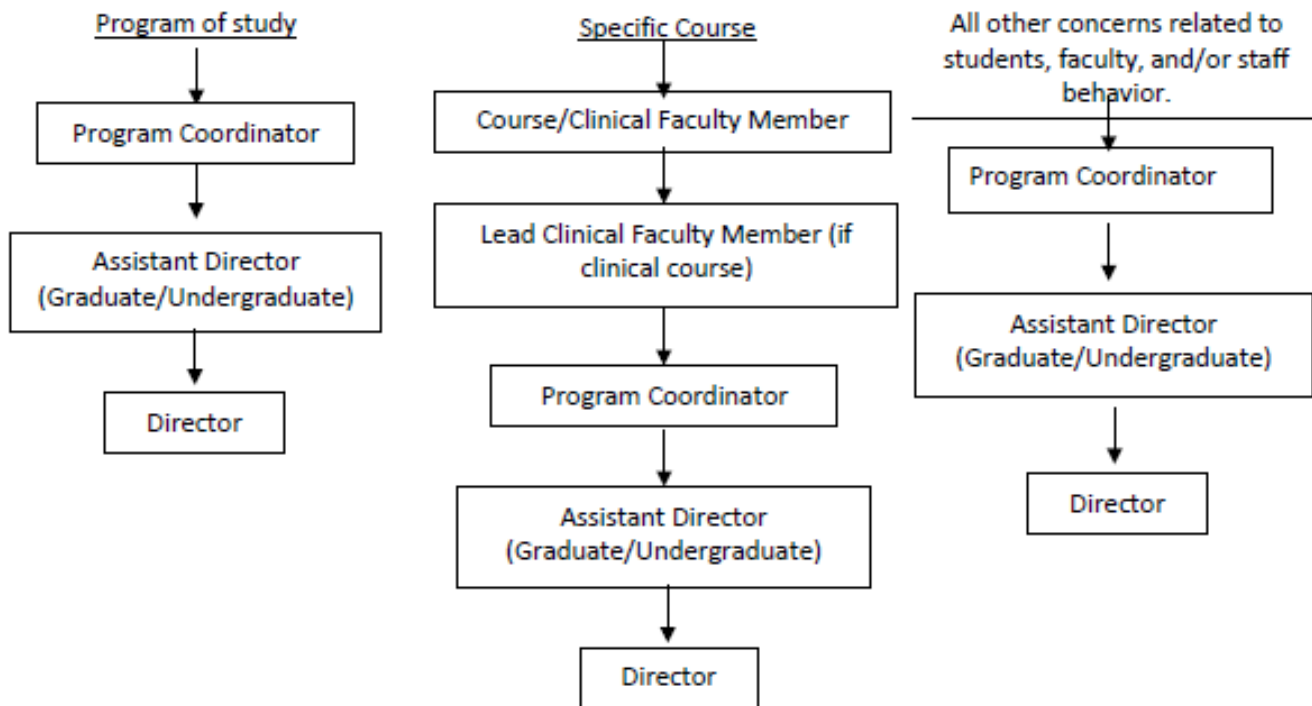 Program of study
Program Coordinator
Assistant Director
(Graduate/Undergraduate)
Director
Specific Course
Course/Clinical Faculty Member
Lead Clinical Faculty Member (if
clinical course)
Program Coordinator
Assistant Director
(Graduate/Undergraduate)
Director
All other concerns related to
students, faculty, and/or staff
behavior.
Program Coordinator
Assistant Director
(Graduate/Undergraduate)
Director